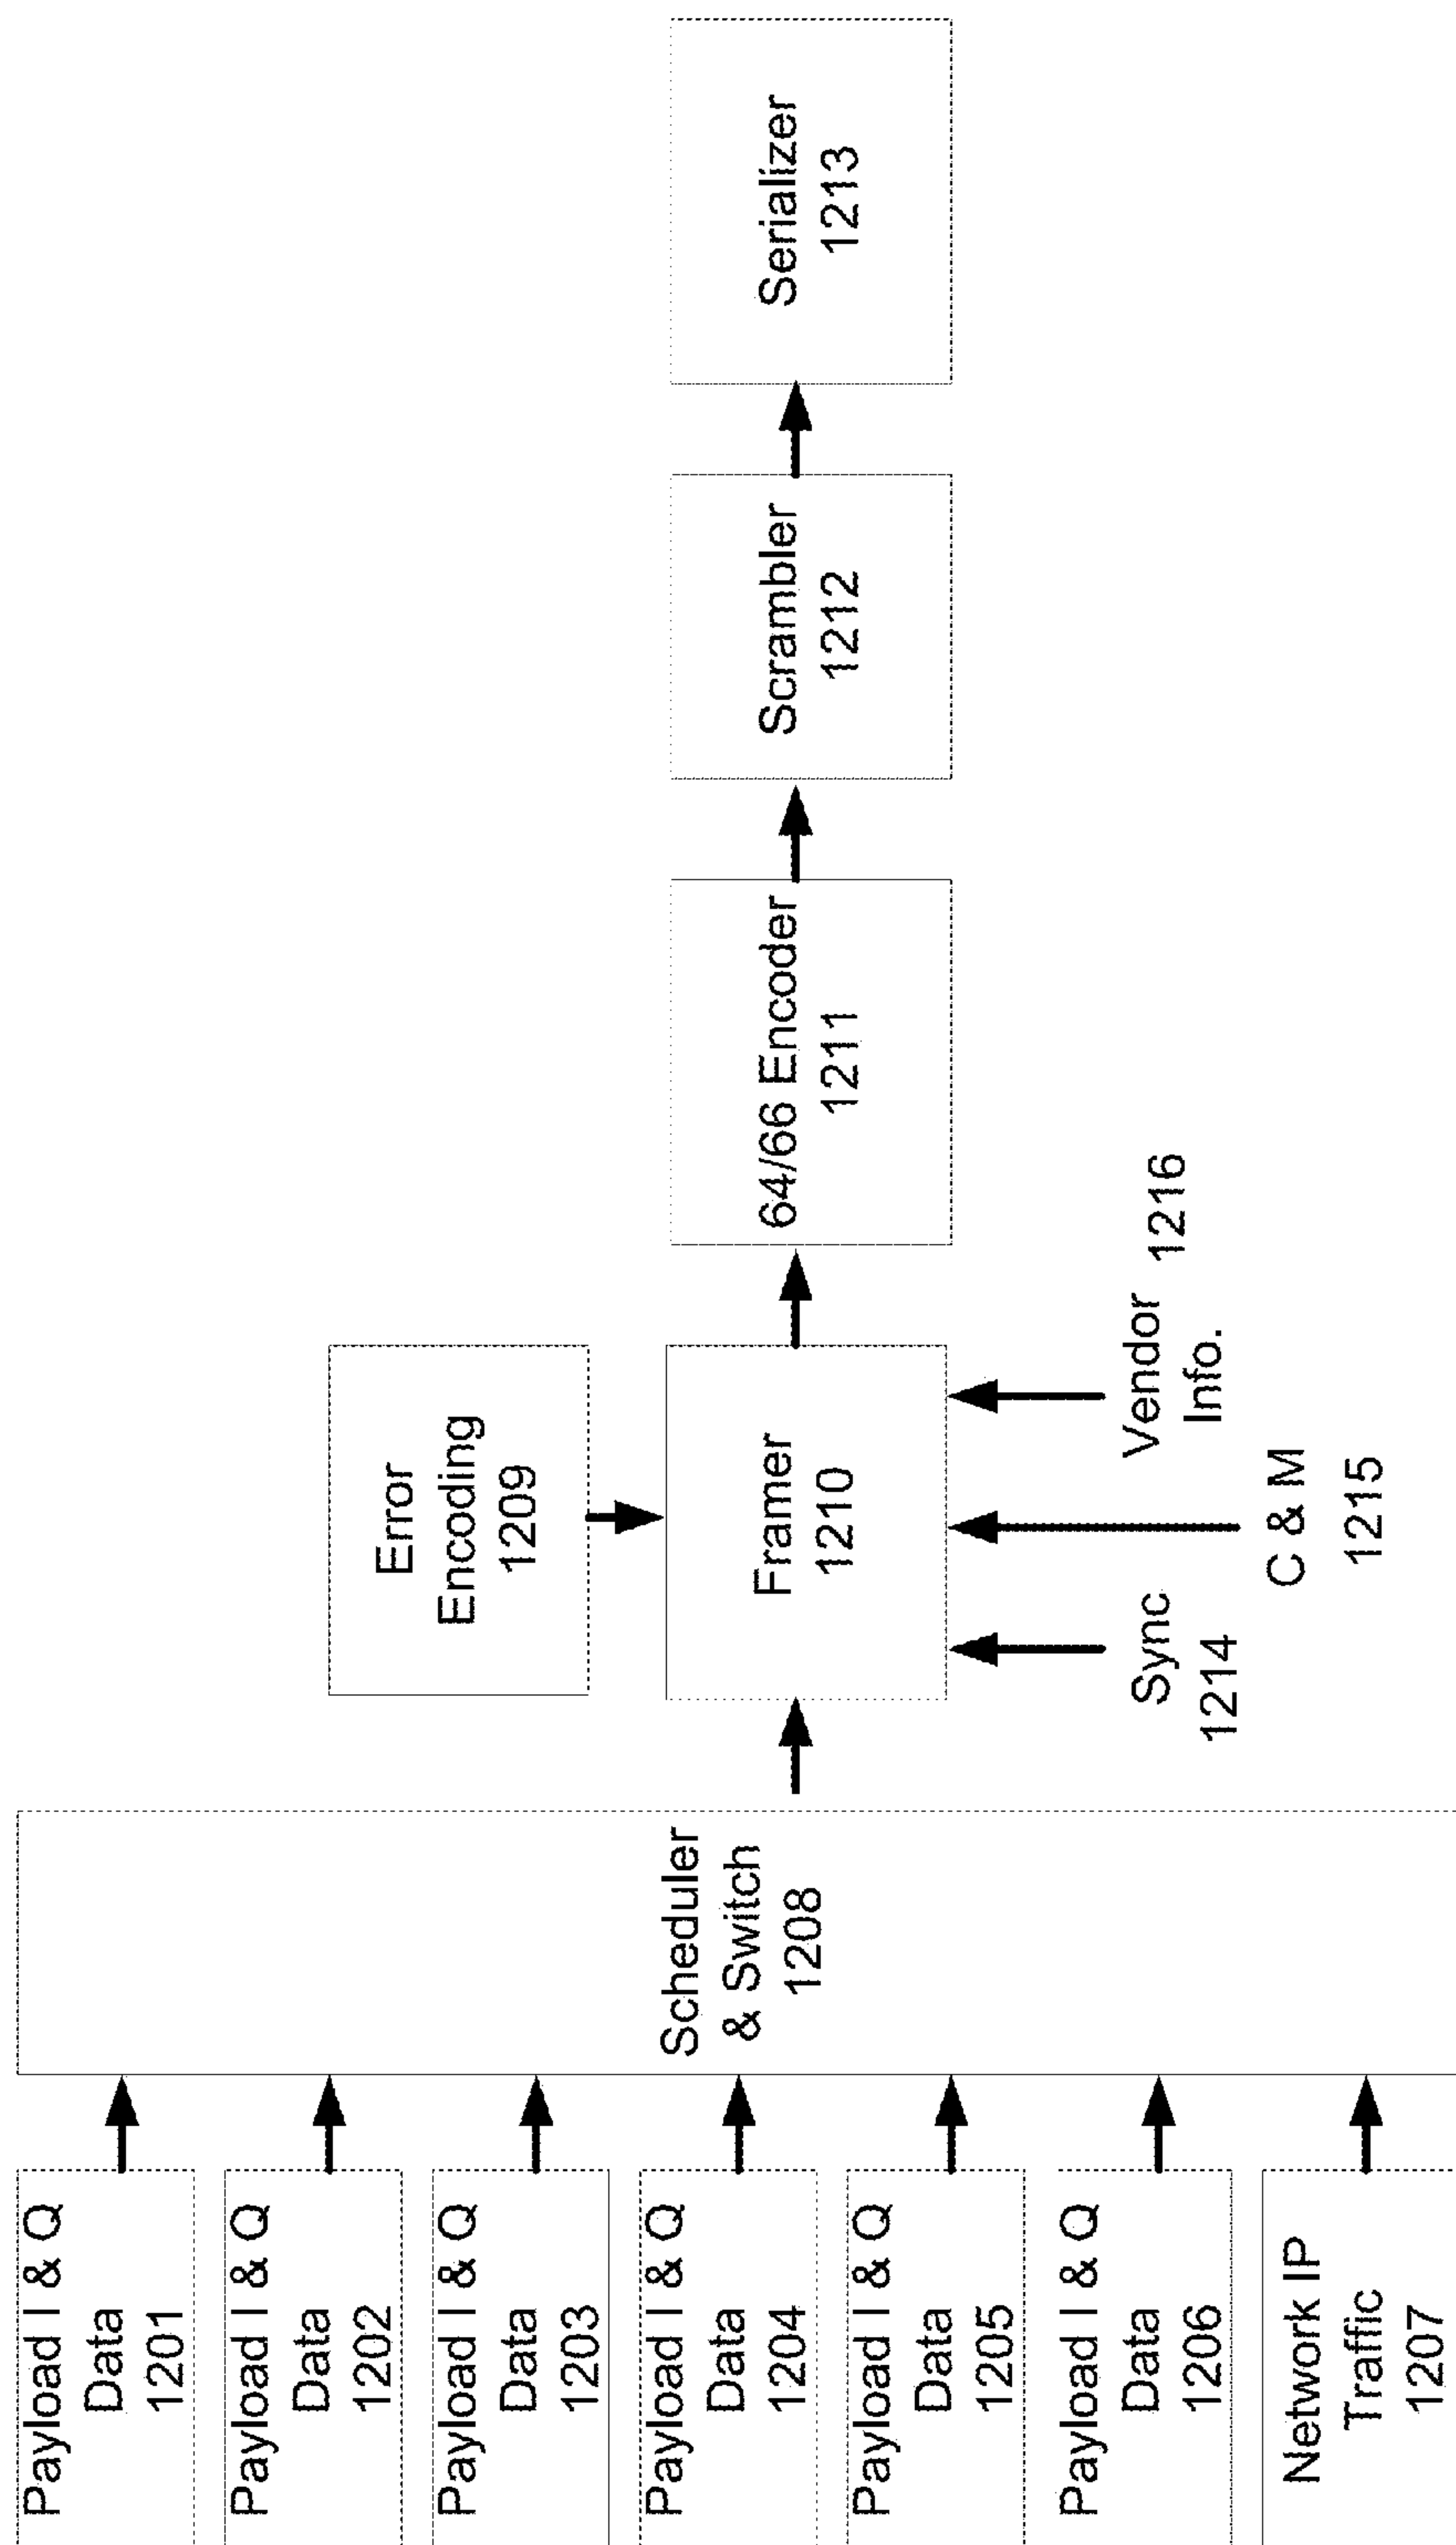 Payload I & Q
Data
1201
Payload I & Q
Data
1202
Payload I & Q
Data
1203
Payload I & Q
Data
1204
Payload I & Q
Data
1205
Payload I & Q
Data
1206
Network IP
Traffic
1207
Scheduler
& Switch
1208
Error
Encoding
1209
Framer
1210
Sync
1214
C & M
1215
Vendor 1216
Info.
64/66 Encoder
1211
Scrambler
1212
Serializer
1213